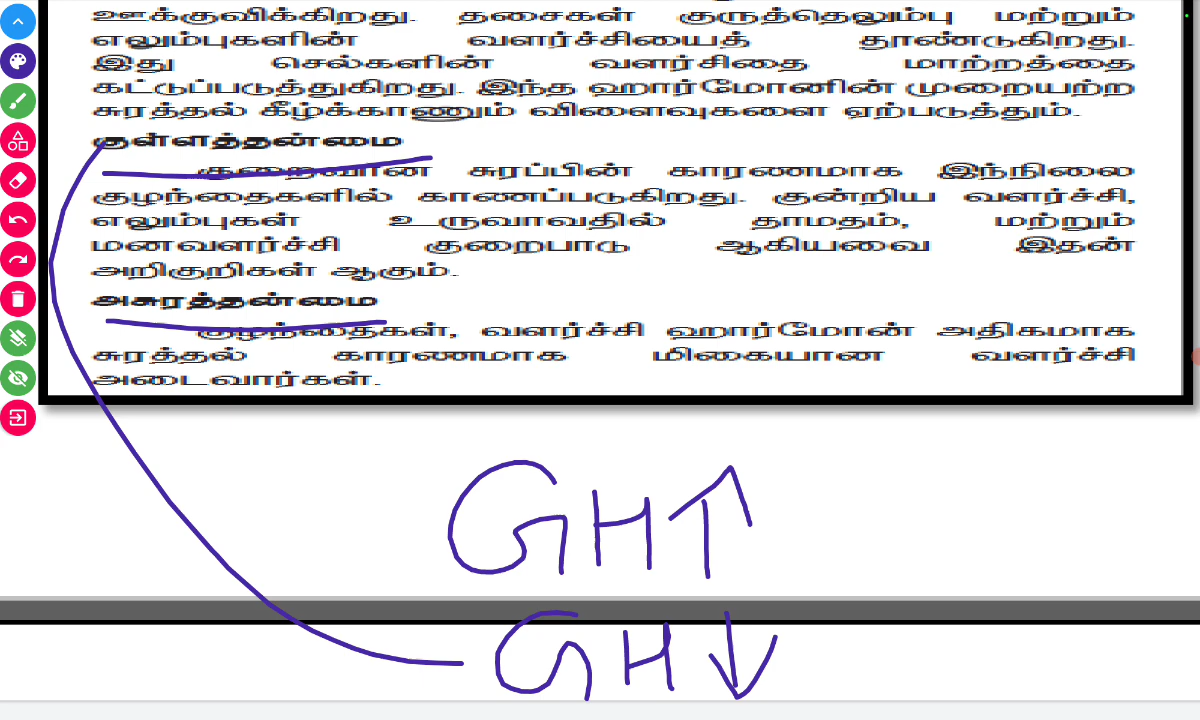 ஊக்குவிக்கிறது. தசைகள் குருத்தெலும்பு மற்றும்
எலும்புகளின் வளர்ச்சியைத் தூண்டுகிறது.
இது செல்களின் வளர்சிதை மாற்றத்தை
கட்டுப்படுத்துகிறது. இந்த ஹார்மோனின் முறையற்ற
சுரத்தல் கீழ்க்காணும் விளைவுகளை ஏற்படுத்தும்.
குள்ளத்தன்மை
குறைவான சுரப்பின் காரணமாக இந்நிலை
குழந்தைகளில் காணப்படுகிறது. குன்றிய வளர்ச்சி,
எலும்புகள் உருவாவதில் தாமதம், மற்றும்
மனவளர்ச்சி குறைபாடு ஆகியவை இதன்
அறிகுறிகள் ஆகும்.
அசுரத்தன்மை
குழந்தைகள், வளர்ச்சி ஹார்மோன் அதிகமாக
சுரத்தல் காரணமாக மிகையான வளர்ச்சி
அடைவார்கள்.
GH↑
GH↓